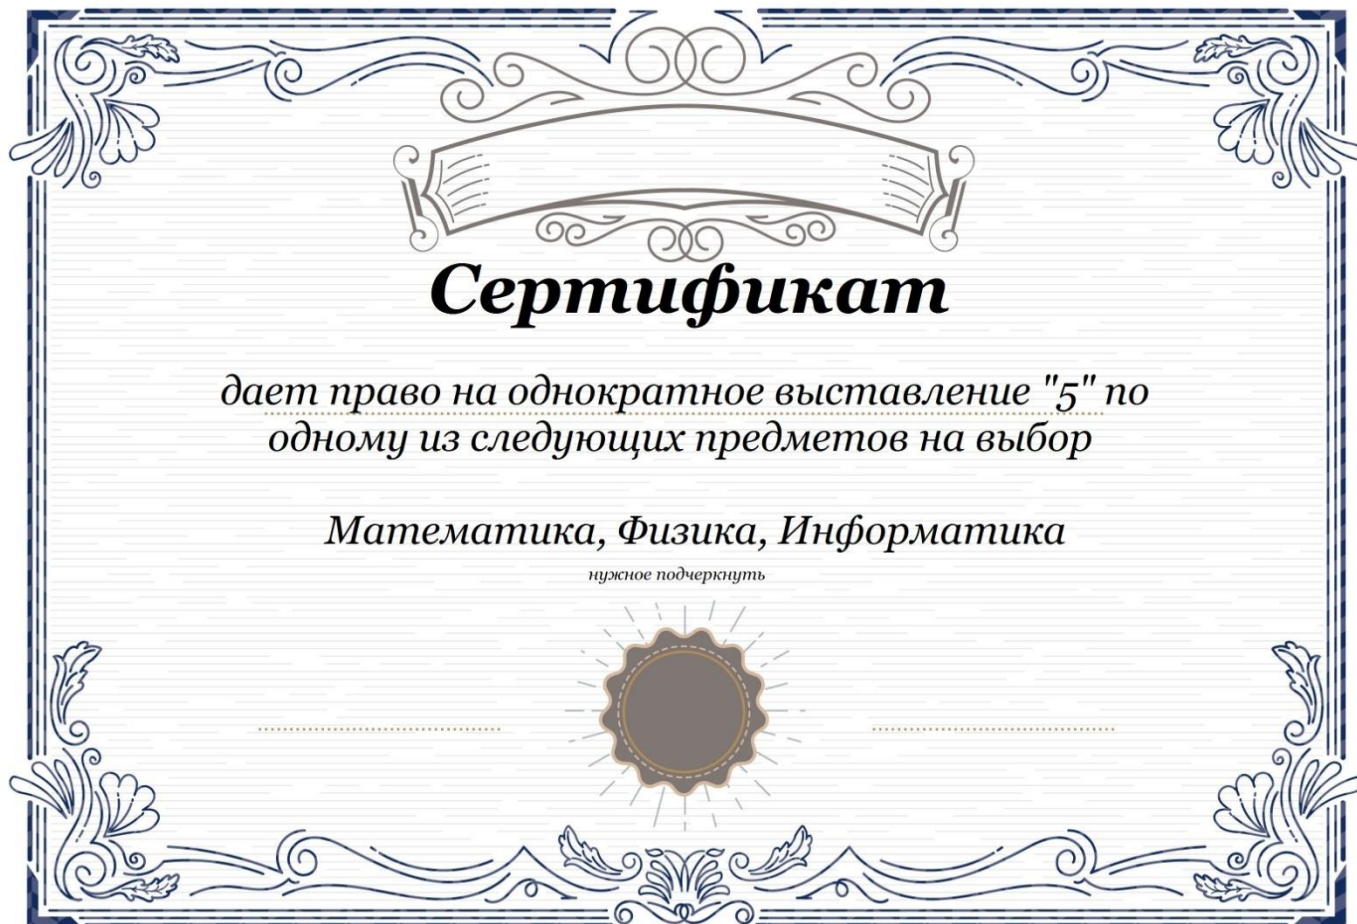 Сертификат
дает право на однократное выставление "5" по
одному из следующих предметов на выбор
Математика, Физика, Информатика
нужное подчеркнуть